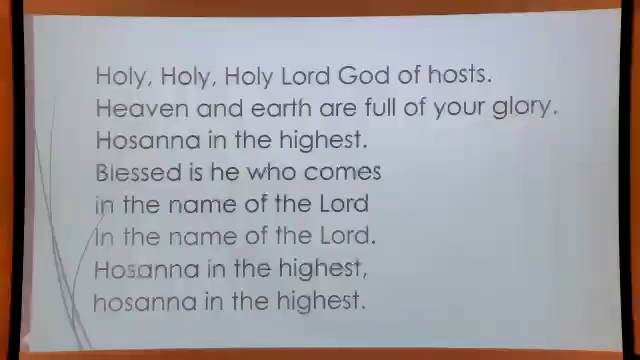 Holy, Holy, Holy Lord God of hosts.
Heaven and earth are full of your glory.
Hosanna in the highest.
Blessed is he who comes
in the name of the Lord
In the name of the Lord.
Hosanna in the highest,
hosanna in the highest.